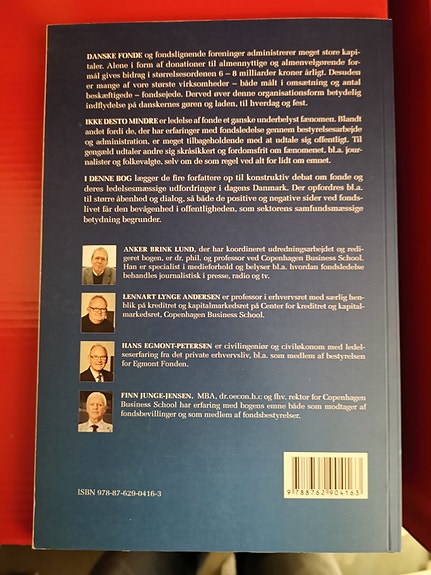 DANSKE FONDE og fondslignende foreninger administrerer meget store kapi-
taler. Alene i form af donationer til almennyttige og almenvelgørende for-
mål gives bidrag i størrelsesordenen 6 – 8 milliarder kroner årligt. Desuden
er mange af vore største virksomheder – både målt i omsætning og antal
beskæftigede – fondsejede. Derved øver denne organisationsform betydelig
indflydelse på danskernes gøren og laden, til hverdag og fest.
IKKE DESTO MINDRE er ledelse af fonde et ganske underbelyst fænomen. Blandt
andet fordi de, der har erfaringer med fondsledelse gennem bestyrelsesarbejde
og administration, er meget tilbageholdende med at udtale sig offentligt. Til
gengæld udtaler andre sig skråsikkert og fordomsfrit om fænomenet, bl.a. jour-
nalister og folkevalgte, selv om de som regel ved alt for lidt om emnet.
I DENNE BOG lægger de fire forfattere op til konstruktiv debat om fonde og
deres ledelsesmæssige udfordringer i dagens Danmark. Der opfordres bl.a.
til større åbenhed og dialog, så både de positive og negative sider ved fonds-
livet får den bevågenhed i offentligheden, som sektorens samfundsmæssige
betydning begrunder.
ANKER BRINK LUND, der har koordineret udredningsarbejdet og redi-
geret bogen, er dr. phil. og professor ved Copenhagen Business School.
Han er specialist i medieforhold og belyser bl.a. hvordan fondsledelse
behandles journalistisk i presse, radio og tv.
LENNART LYNGE ANDERSEN er professor i erhvervsret med særlig hen-
blik på kreditret og kapitalmarkedsret på Center for kreditret og kapital-
markedsret, Copenhagen Business School.
HANS EGMONT-PETERSEN er civilingeniør og civiløkonom med ledel-
seserfaring fra det private erhvervsliv, bl.a. som medlem af bestyrelsen
for Egmont Fonden.
FINN JUNGE-JENSEN, MBA, dr.oecon.h.c og fhv. rektor for Copenhagen
Business School har erfaring med bogens emne både som modtager af
fondsbevillinger og som medlem af fondsbestyrelser.
ISBN 978-87-629-0416-3
9 788762 904163